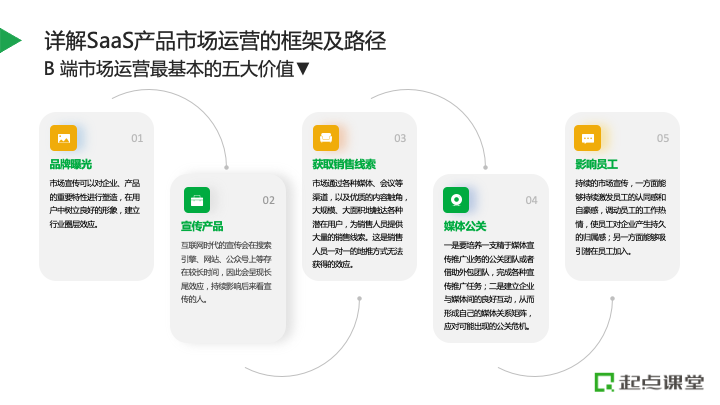 详解SaaS产品市场运营的框架及路径
B 端市场运营最基本的五大价值▼
01
品牌曝光
市场宣传可以对企业、产品
的重要特性进行塑造，在用
户中树立良好的形象，建立
行业圈层效应。
02
宣传产品
互联网时代的宣传会在搜索
引擎、网站、公众号上等存
在较长时间，因此会呈现长
尾效应，持续影响后来看宣
传的人。
03
获取销售线索
市场通过各种媒体、会议等
渠道，以及优质的内容触角，
大规模、大面积地触达各种
潜在用户，为销售人员提供
大量的销售线索。这是销售
人员一对一的地推方式无法
获得的效应。
04
媒体公关
一是要培养一支精于媒体宣
传推广业务的公关团队或者
借助外包团队，完成各种宣
传推广任务；二是建立企业
与媒体间的良好互动，从而
形成自己的媒体关系矩阵，
应对可能出现的公关危机。
05
影响员工
持续的市场宣传，一方面能
够持续激发员工的认同感和
自豪感，调动员工的工作热
情，使员工对企业产生持久
的归属感；另一方面能够吸
引潜在员工加入。
起点课堂